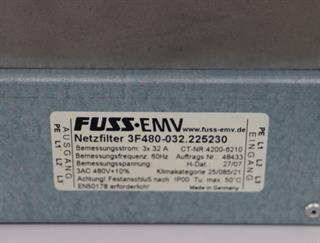 FUSS-EMV www.fuss-emv.de
Netzfilter 3F480-032.225230
Bemessungsstrom: 3x 32 A CT-NR 4200-6210
Bemessungsfrequenz: 60Hz Auftrags Nr.: 48433
Bemessungsspannung: H-Dat. 27/07
3AC 480V+10% Klimakategorie 25/085/21
Achtung! Festanschluß nach IP00 Tu max. 50°C
EN50178 erforderlich! Made in Germany
AUSGANG
PE L1 L2 L3
EINGANG
PE L1 L2 L3